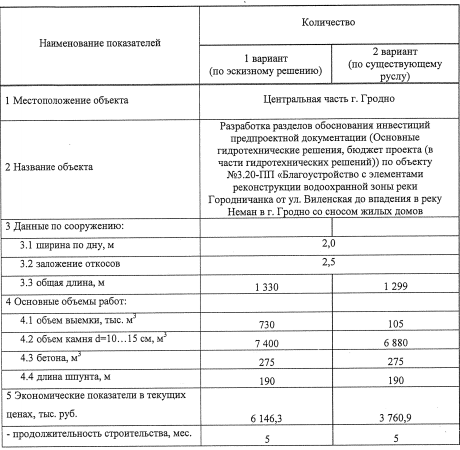 Наименование показателей
Количество
1 вариант
(по эскизному решению)
2 вариант
(по существующему
руслу)
1 Местоположение объекта
Центральная часть г. Гродно
2 Название объекта
Разработка разделов обоснования инвестиций
предпроектной документации (Основные
гидротехнические решения, бюджет проекта (в
части гидротехнических решений)) по объекту
№3.20-ПП «Благоустройство с элементами
реконструкции водоохранной зоны реки
Городничанка от ул. Виленская до впадения в реку
Неман в г. Гродно со сносом жилых домов
3 Данные по сооружению:
3.1 ширина по дну, м
2,0
3.2 заложение откосов
2,5
3.3 общая длина, м
1 330
1 299
4 Основные объемы работ:
4.1 объем выемки, тыс. м³
730
105
4.2 объем камня d=10…15 см, м³
7 400
6 880
4.3 бетона, м³
275
275
4.4 длина шпунта, м
190
190
5 Экономические показатели в текущих
ценах, тыс. руб.
6 146,3
3 760,9
- продолжительность строительства, мес.
5
5